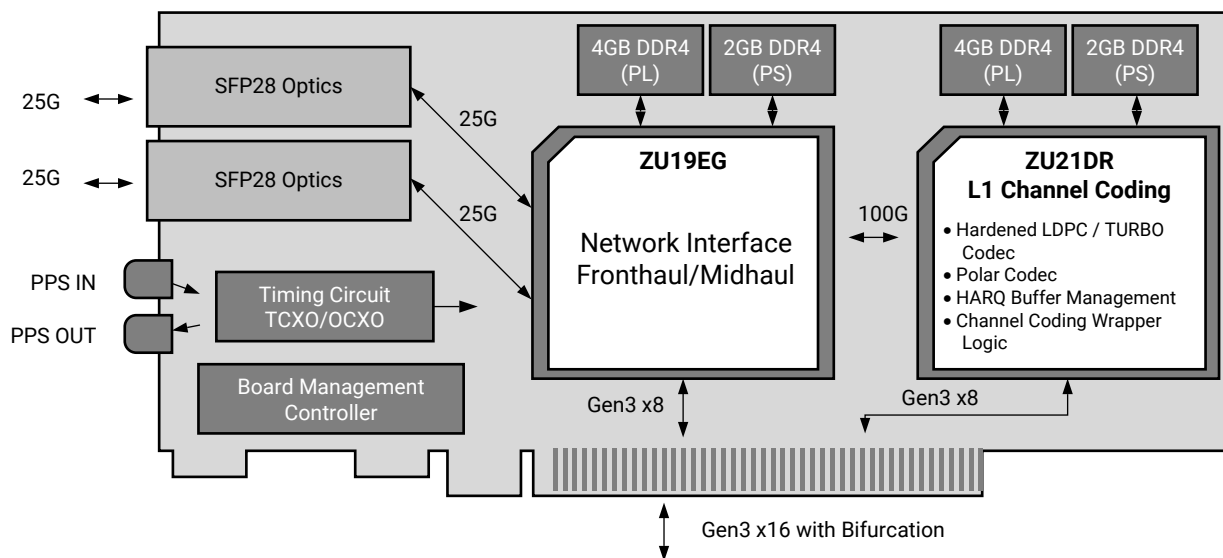 4GB DDR4
(PL)
2GB DDR4
(PS)
4GB DDR4
(PL)
2GB DDR4
(PS)
SFP28 Optics
25G
25G
SFP28 Optics
25G
25G
ZU19EG
Network Interface
Fronthaul/Midhaul
100G
ZU21DR
L1 Channel Coding
• Hardened LDPC / TURBO
Codec
• Polar Codec
• HARQ Buffer Management
• Channel Coding Wrapper
Logic
PPS IN
PPS OUT
Timing Circuit
TCXO/OCXO
Board Management
Controller
Gen3 x8
Gen3 x8
Gen3 x16 with Bifurcation